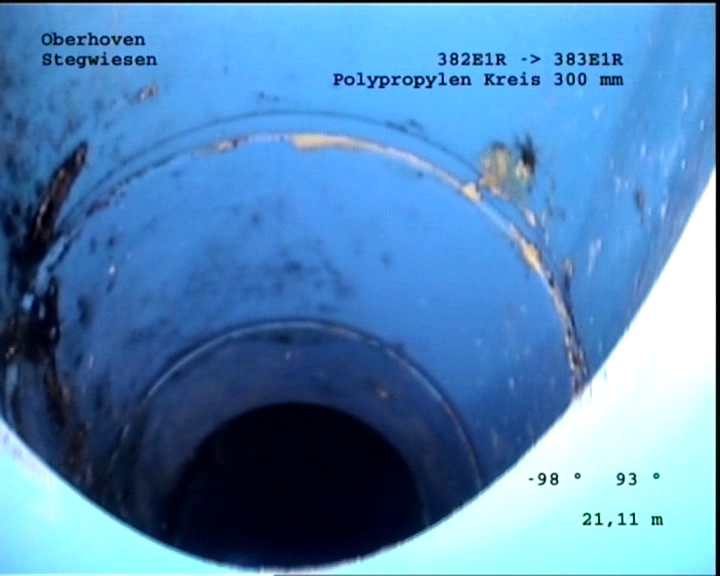 Oberhoven
Stegwiesen
382E1R -> 383E1R
Polypropylen Kreis 300 mm
-98 ° 93 °
21,11 m